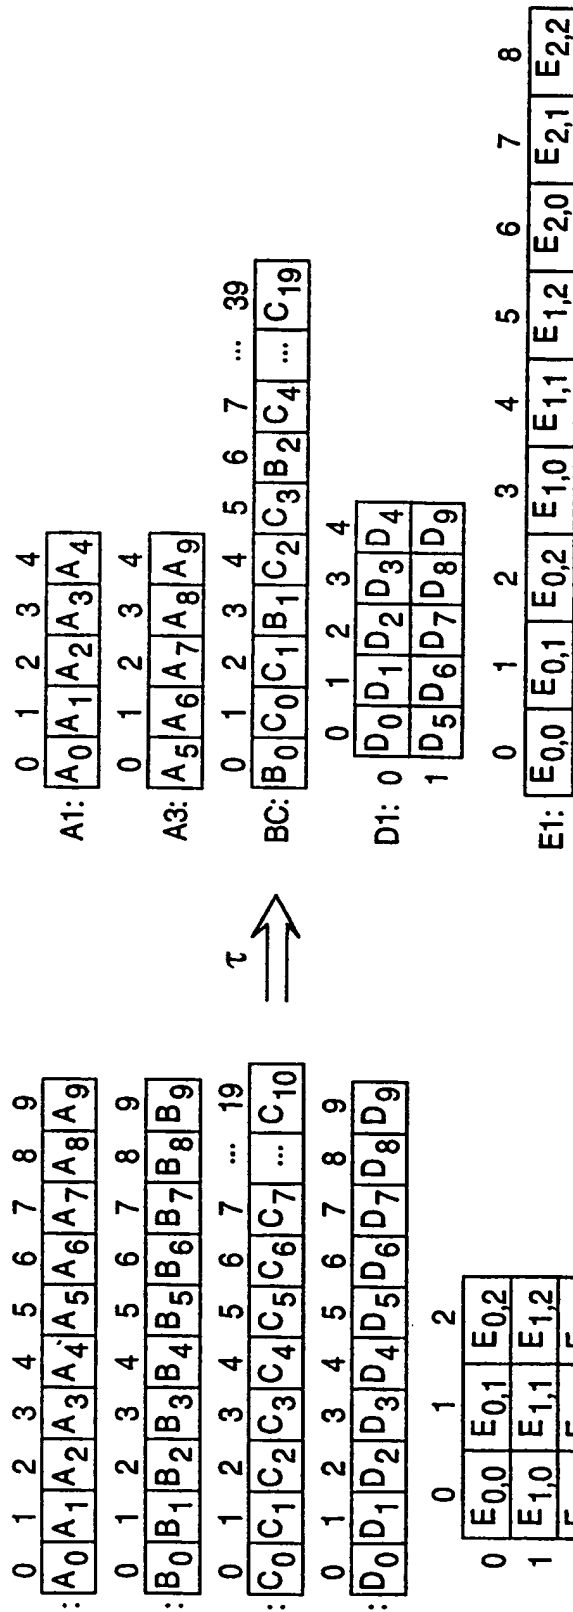 0 1 2 3 4 5 6 7 8 9
: A0 A1 A2 A3 A4 A5 A6 A7 A8 A9
0 1 2 3 4 5 6 7 8 9
: B0 B1 B2 B3 B4 B5 B6 B7 B8 B9
0 1 2 3 4 5 6 7 ... 19
: C0 C1 C2 C3 C4 C5 C6 C7 ... C10
0 1 2 3 4 5 6 7 8 9
: D0 D1 D2 D3 D4 D5 D6 D7 D8 D9
0 1 2
0 E0,0 E0,1 E0,2
1 E1,0 E1,1 E1,2
τ
0 1 2 3 4
A1: A0 A1 A2 A3 A4
0 1 2 3 4
A3: A5 A6 A7 A8 A9
0 1 2 3 4 5 6 7 ... 39
BC: B0 C0 C1 B1 C2 C3 B2 C4 ... C19
0 1 2 3 4
D1: 0 D0 D1 D2 D3 D4
1 D5 D6 D7 D8 D9
0 1 2 3 4 5 6 7 8
E1: E0,0 E0,1 E0,2 E1,0 E1,1 E1,2 E2,0 E2,1 E2,2